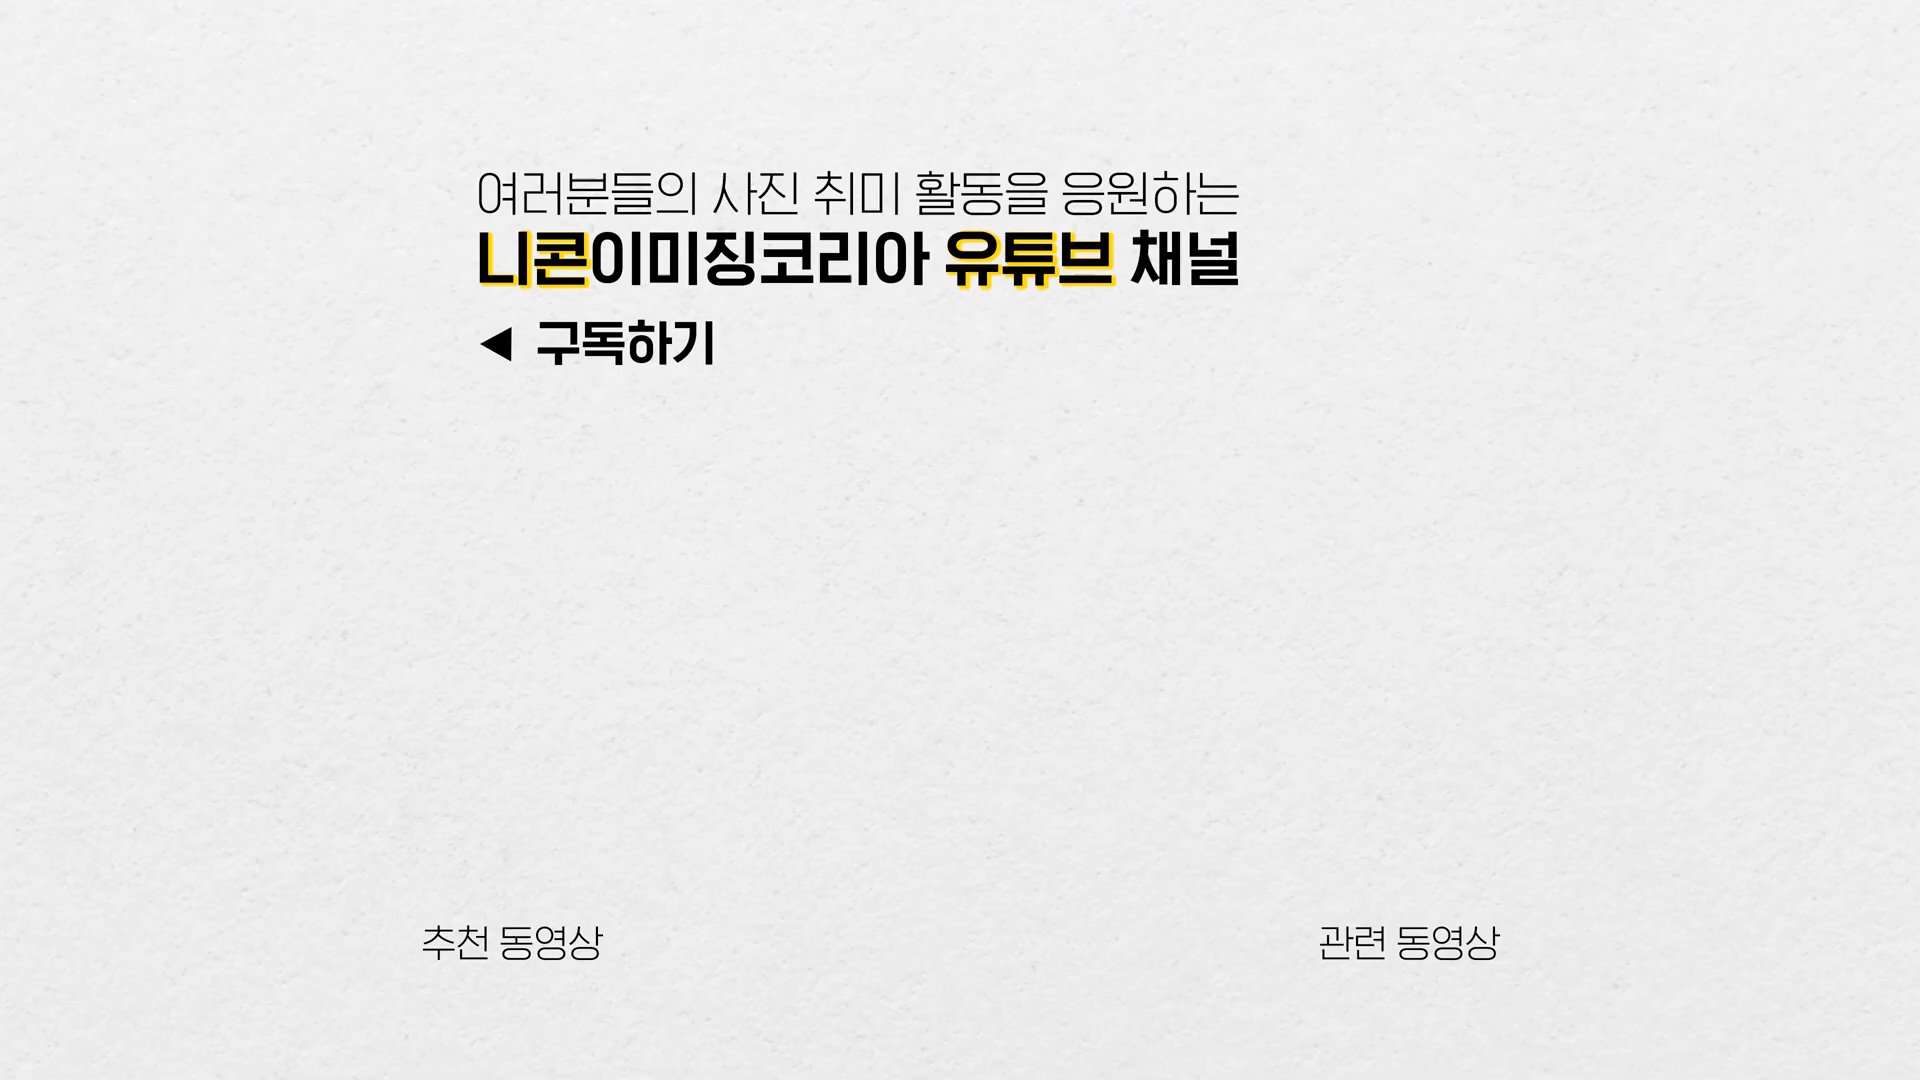 여러분들의 사진 취미 활동을 응원하는
니콘이미징코리아 유튜브 채널
◀ 구독하기
추천 동영상
관련 동영상